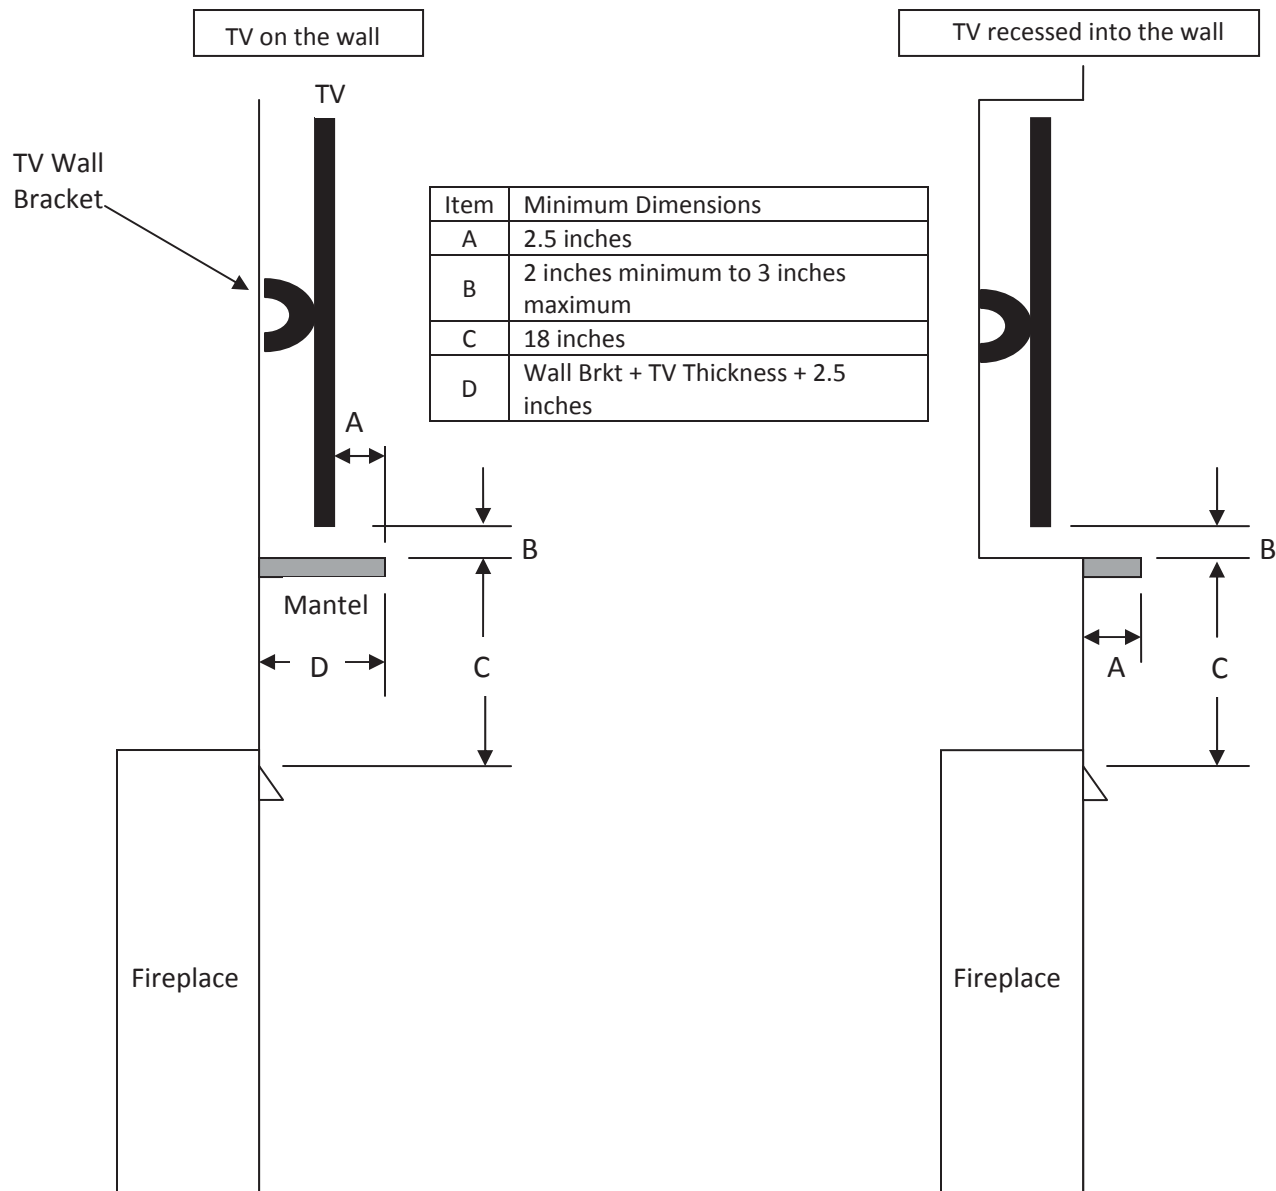 TV on the wall
TV
TV Wall
Bracket
Item Minimum Dimensions
A 2.5 inches
B 2 inches minimum to 3 inches
maximum
C 18 inches
D Wall Brkt + TV Thickness + 2.5
inches
A
B
Mantel
D
C
Fireplace
TV recessed into the wall
B
A
C
Fireplace